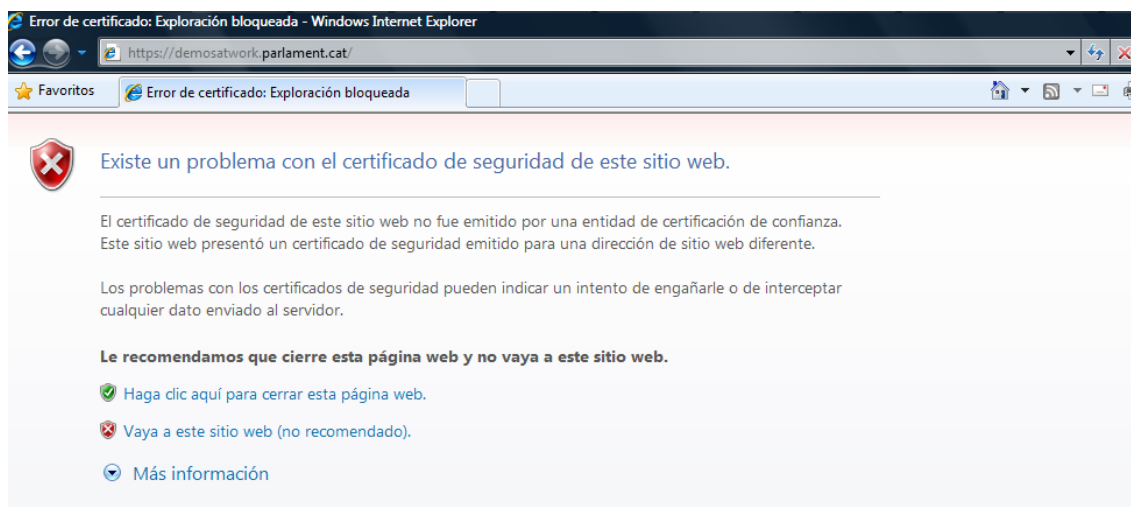 Error de certificado: Exploración bloqueada - Windows Internet Explorer
https://demosatwork.parlament.cat/
Favoritos
Error de certificado: Exploración bloqueada
Existe un problema con el certificado de seguridad de este sitio web.
El certificado de seguridad de este sitio web no fue emitido por una entidad de certificación de confianza.
Este sitio web presentó un certificado de seguridad emitido para una dirección de sitio web diferente.
Los problemas con los certificados de seguridad pueden indicar un intento de engañarle o de interceptar
cualquier dato enviado al servidor.
Le recomendamos que cierre esta página web y no vaya a este sitio web.
Haga clic aquí para cerrar esta página web.
Vaya a este sitio web (no recomendado).
Más información